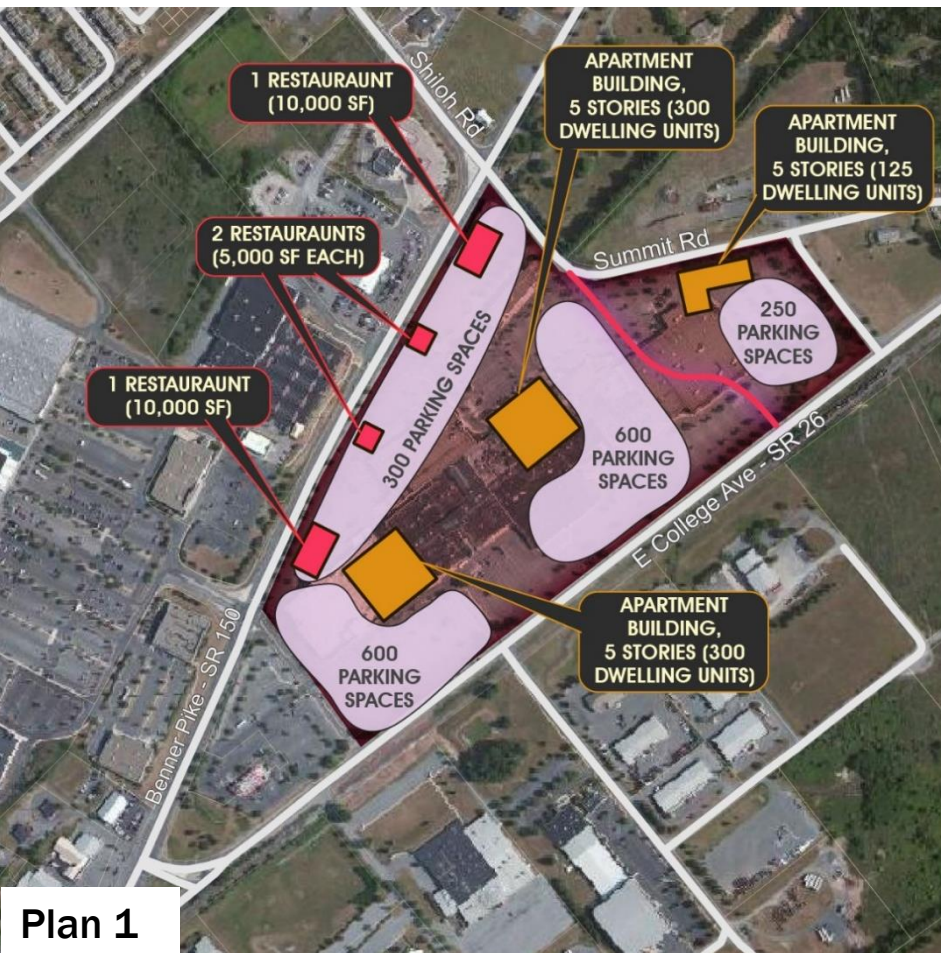 1 RESTAURAUNT
(10,000 SF)
Shiloh Rd
APARTMENT
BUILDING,
5 STORIES (300
DWELLING UNITS)
APARTMENT
BUILDING,
5 STORIES (125
DWELLING UNITS)
2 RESTAURAUNTS
(5,000 SF EACH)
Summit Rd
250
PARKING
SPACES
1 RESTAURAUNT
(10,000 SF)
300 PARKING SPACES
600
PARKING
SPACES
E College Ave - SR 26
APARTMENT
BUILDING,
5 STORIES (300
DWELLING UNITS)
600
PARKING
SPACES
Benner Pike - SR 150
Plan 1